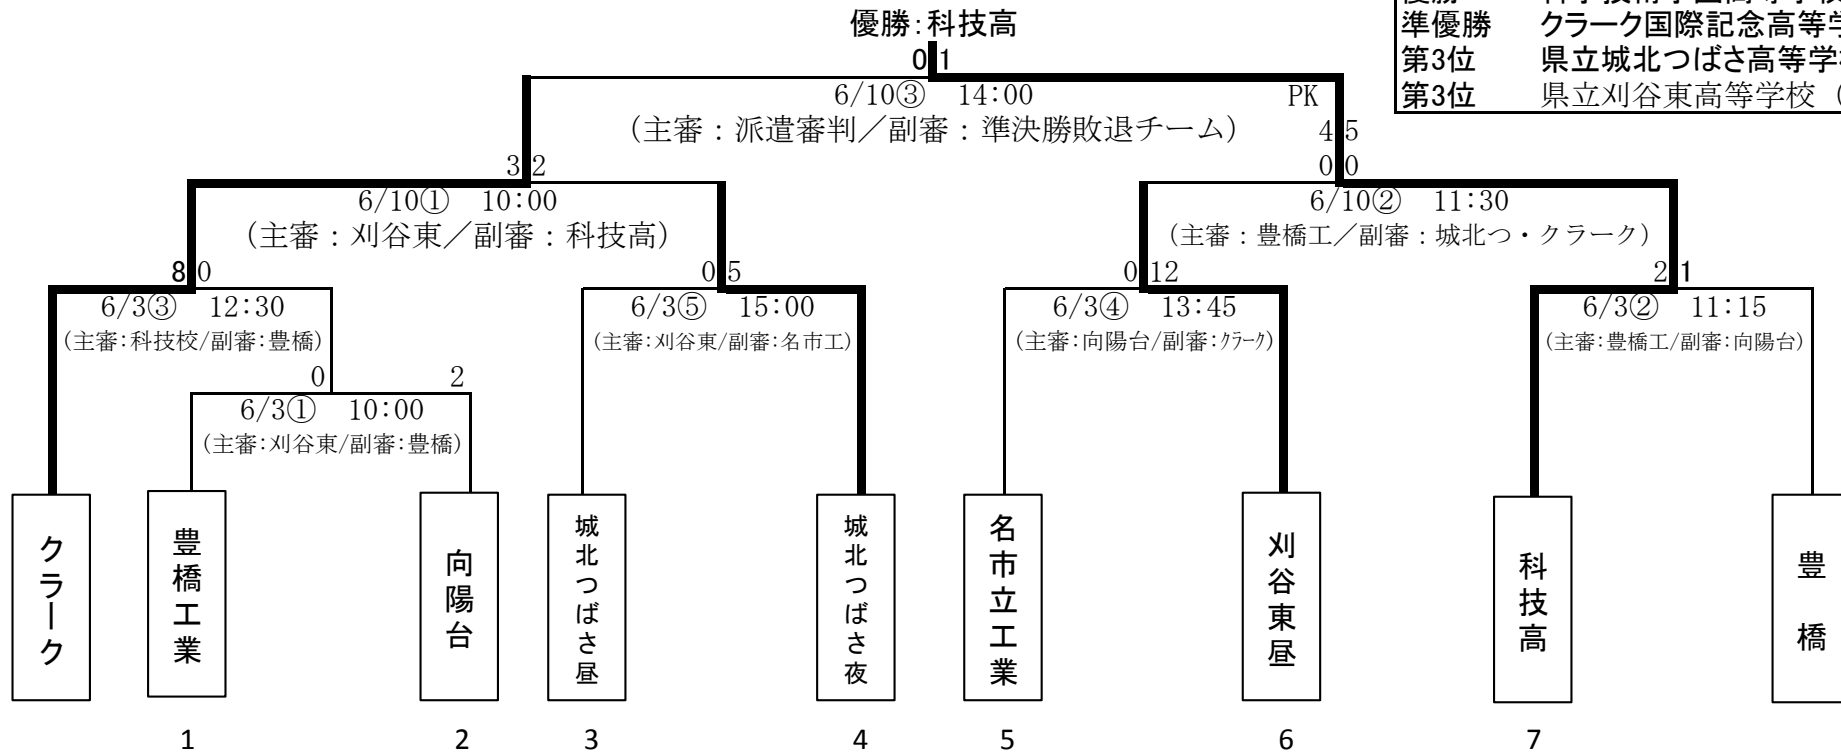 優勝:科技高
準優勝 クラーク国際記念高等学
第3位 県立城北つばさ高等学校
第3位 県立刈谷東高等学校（
0 1
6/10③ 14:00
PK
(主審：派遣審判／副審：準決勝敗退チーム)
4 5
3 2
0 0
6/10① 10:00
(主審：刈谷東／副審：科技高)
6/10② 11:30
(主審：豊橋工／副審：城北つ・クラーク)
8 0
0 5
0 12
2 1
6/3③ 12:30
(主審:科技校/副審:豊橋)
6/3⑤ 15:00
(主審:刈谷東/副審:名市工)
6/3④ 13:45
(主審:向陽台/副審:ｸﾗｰｸ)
6/3② 11:15
(主審:豊橋工/副審:向陽台)
0 2
6/3① 10:00
(主審:刈谷東/副審:豊橋)
クラーク
豊橋工業
向陽台
城北つばさ昼
城北つばさ夜
名市立工業
刈谷東昼
科技高
豊橋
1 2 3 4 5 6 7